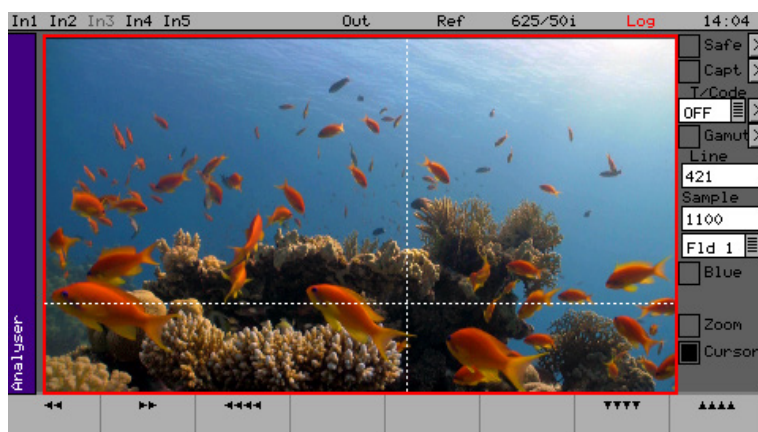 In1 In2 In3 In4 In5 Out Ref 625/50i Log 14:04
Safe
Capt
T/Code
OFF
Gamut
Line
421
Sample
1100
Fld 1
Blue
Zoom
Cursor
Analyser